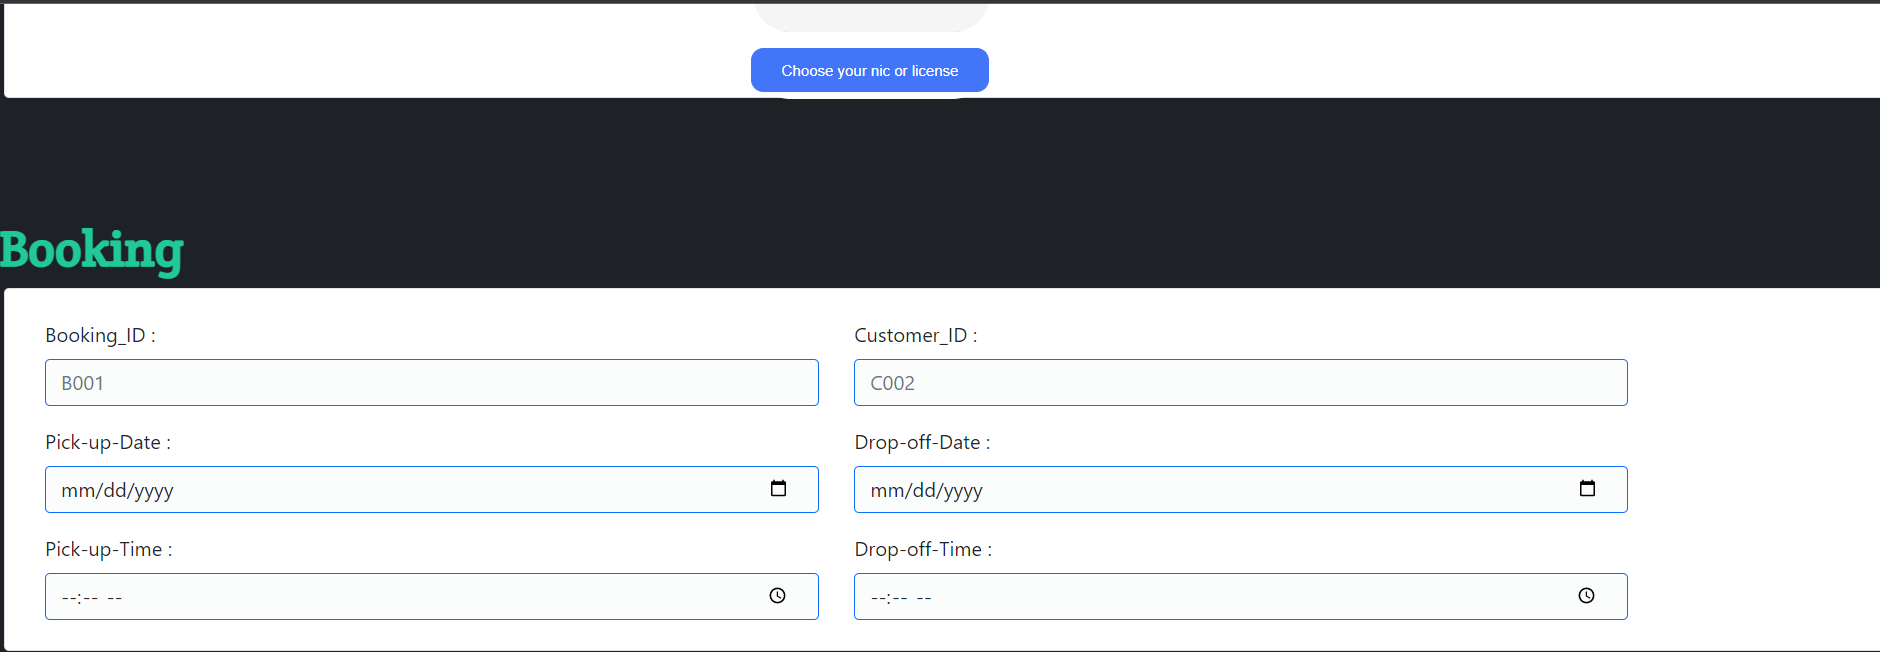 Choose your nic or license
Booking
Booking_ID :
Customer_ID :
B001
C002
Pick-up-Date :
Drop-off-Date :
mm/dd/yyyy
mm/dd/yyyy
Pick-up-Time :
Drop-off-Time :
--:-- --
--:-- --